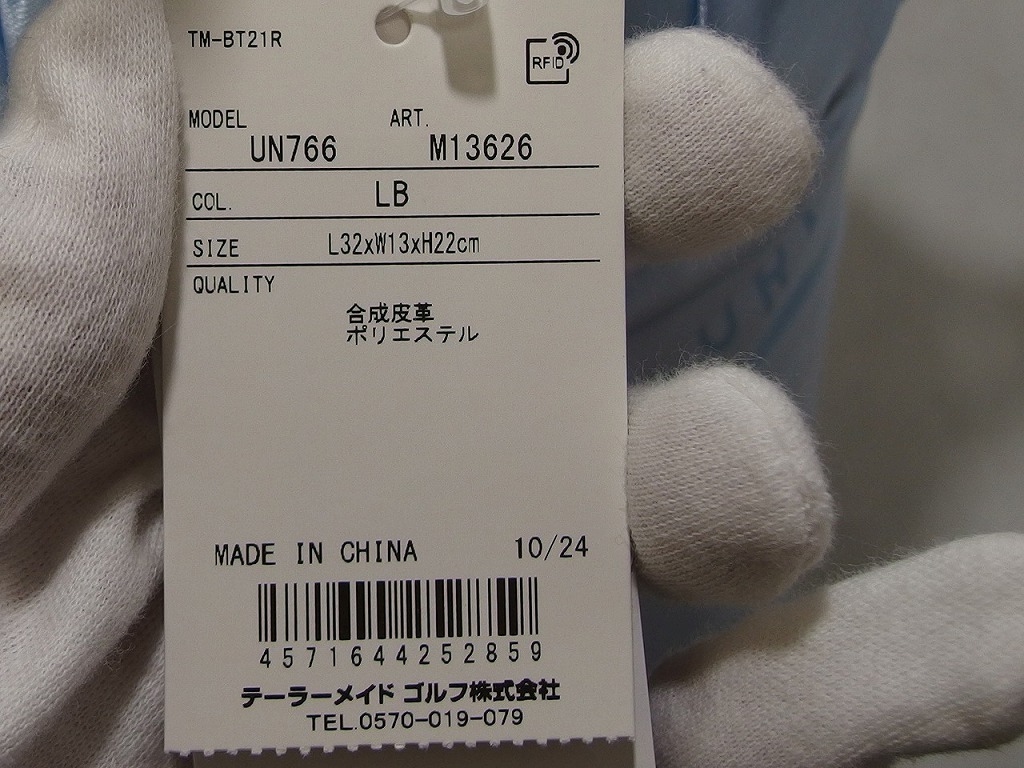 TM-BT21R
RFID
MODEL ART.
UN766 M13626
COL. LB
SIZE L32xW13xH22cm
QUALITY
合成皮革
ポリエステル
MADE IN CHINA 10/24
4571644252859
テーラーメイド ゴルフ株式会社
TEL.0570-019-079